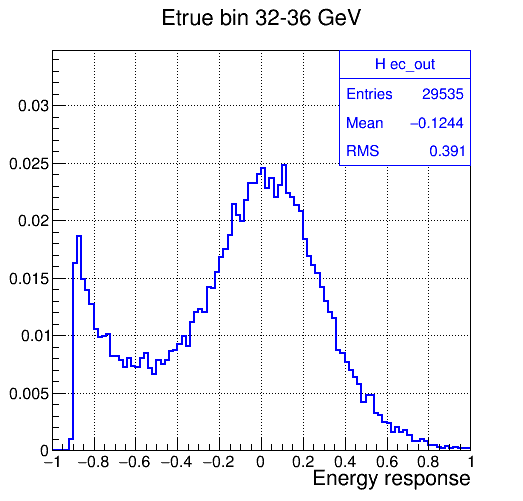 Etrue bin 32-36 GeV
H ec_out
Entries 29535
Mean −0.1244
RMS 0.391
0.03
0.025
0.02
0.015
0.01
0.005
0
−1 −0.8 −0.6 −0.4 −0.2 0 0.2 0.4 0.6 0.8 1
Energy response